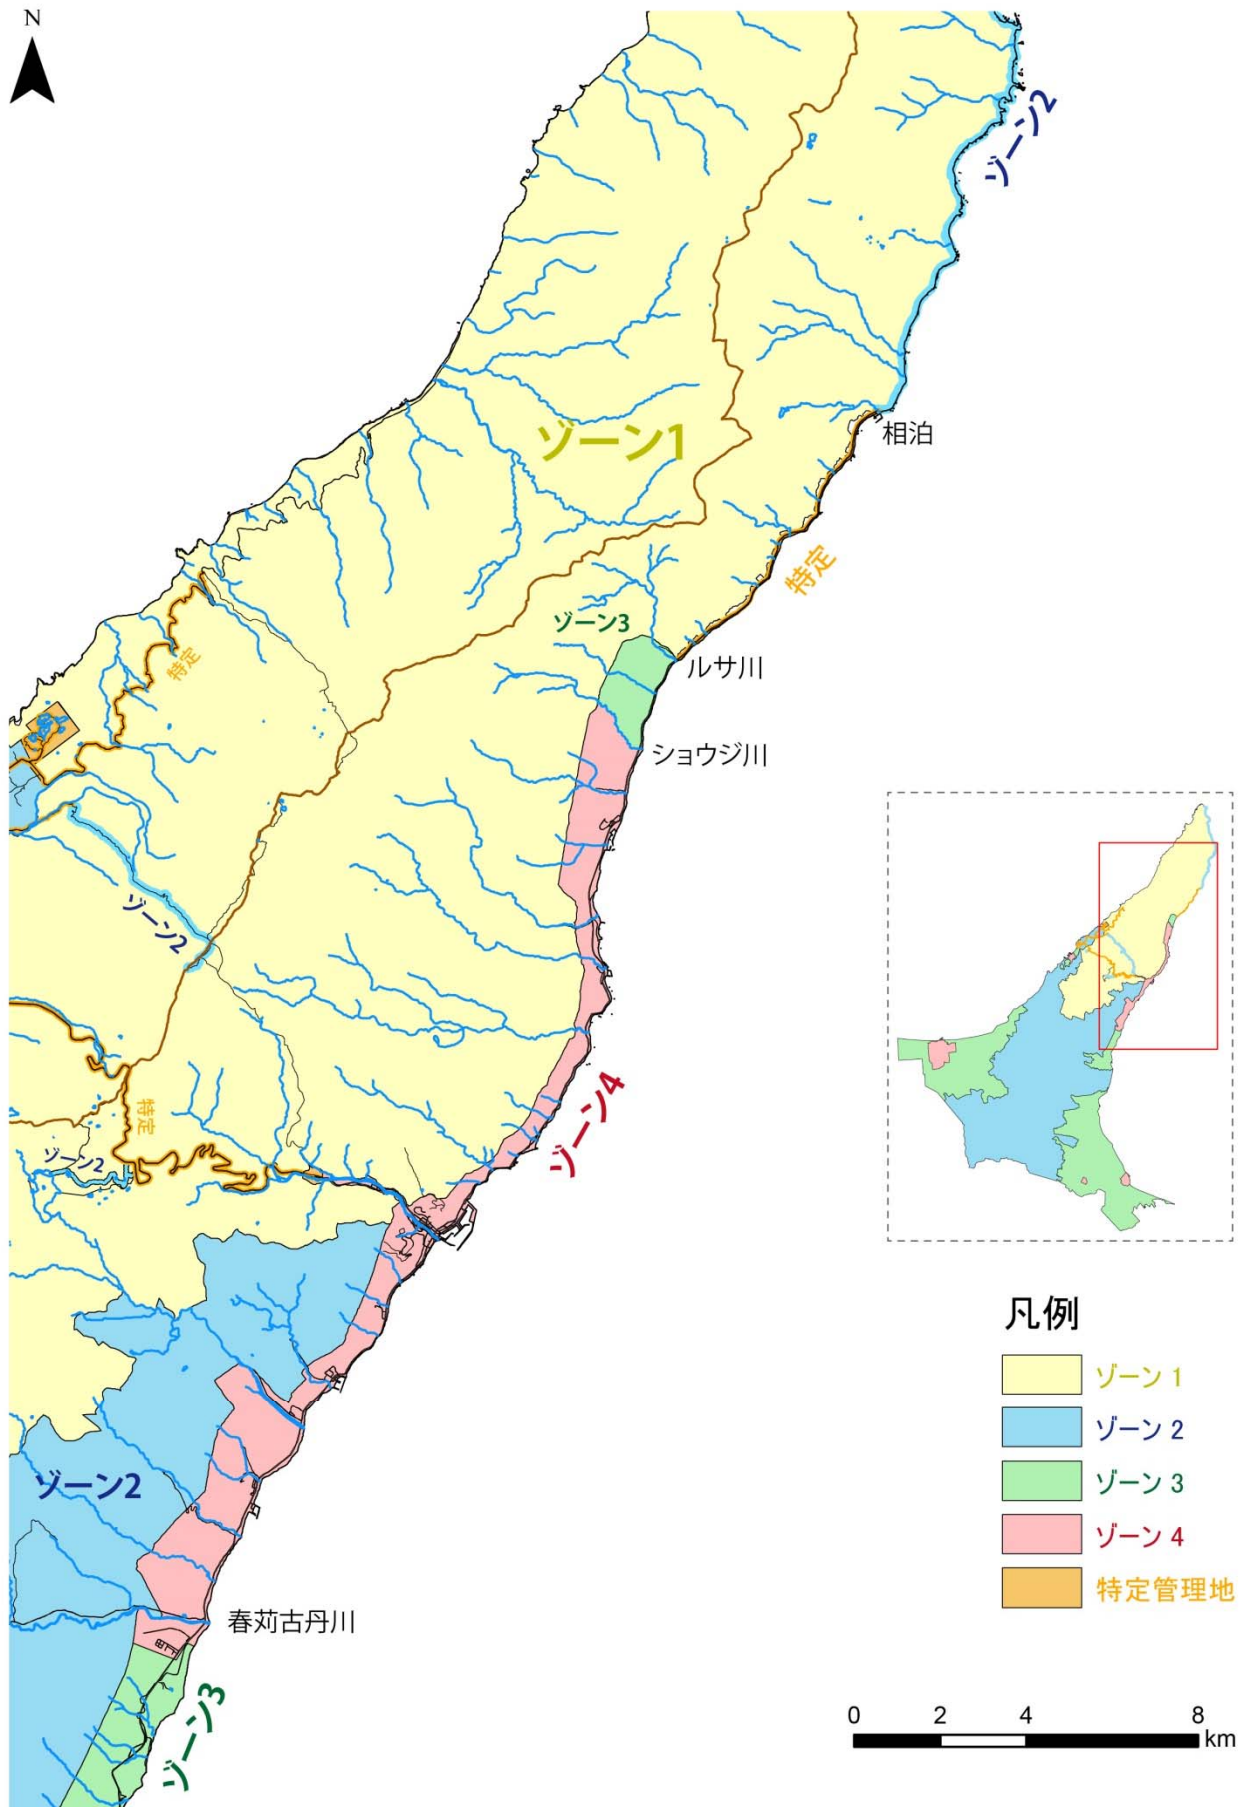 N
ゾーン2
ゾーン1
相泊
特定
ゾーン3
ルサ川
特定
ショウジ川
ゾーン2
ゾーン4
特定
ゾーン2
凡例
ゾーン 1
ゾーン 2
ゾーン 3
ゾーン 4
特定管理地
ゾーン2
春苅古丹川
ゾーン3
0 2 4 8
km